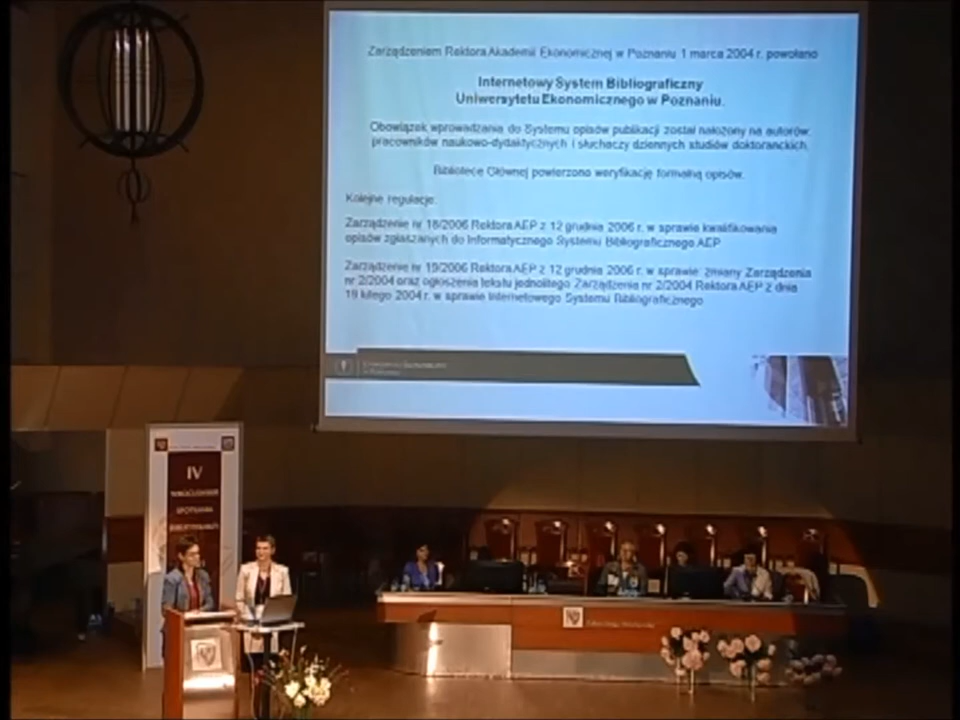 Zarządzeniem Rektora Akademii Ekonomicznej w Poznaniu 1 marca 2004 r. powołano
Internetowy System Bibliograficzny
Uniwersytetu Ekonomicznego w Poznaniu.
Obowiązek wprowadzania do Systemu opisów publikacji został nałożony na autorów:
pracowników naukowo-dydaktycznych i słuchaczy dziennych studiów doktoranckich.
Bibliotece Głównej powierzono weryfikację formalną opisów.
Kolejne regulacje:
Zarządzenie nr 18/2006 Rektora AEP z 12 grudnia 2006 r. w sprawie kwalifikowania
opisów zgłaszanych do Informatycznego Systemu Bibliograficznego AEP
Zarządzenie nr 19/2006 Rektora AEP z 12 grudnia 2006 r. w sprawie: zmiany Zarządzenia
nr 2/2004 oraz ogłoszenia tekstu jednolitego Zarządzenia nr 2/2004 Rektora AEP z dnia
19 lutego 2004 r. w sprawie Internetowego Systemu Bibliograficznego
IV